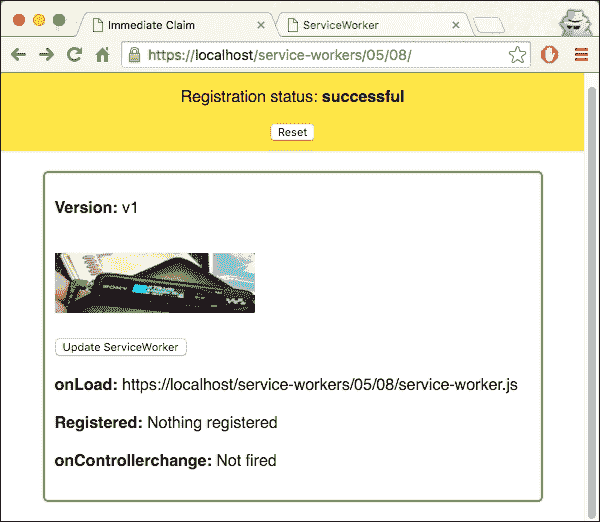 Immediate Claim
ServiceWorker
https://localhost/service-workers/05/08/
Registration status: successful
Reset
Version: v1
SONY
Update ServiceWorker
onLoad: https://localhost/service-workers/05/08/service-worker.js
Registered: Nothing registered
onControllerchange: Not fired